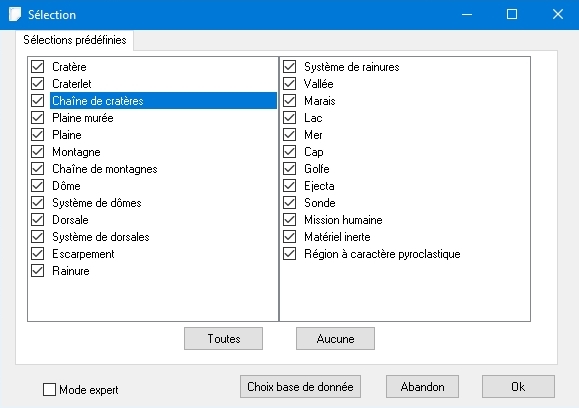 Sélection
Sélections prédéfinies
Cratère
Craterlet
Chaîne de cratères
Plaine murée
Plaine
Montagne
Chaîne de montagnes
Dôme
Système de dômes
Dorsale
Système de dorsales
Escarpement
Rainure
Système de rainures
Vallée
Marais
Lac
Mer
Cap
Golfe
Ejecta
Sonde
Mission humaine
Matériel inerte
Région à caractère pyroclastique
Toutes
Aucune
Mode expert
Choix base de donnée
Abandon
Ok